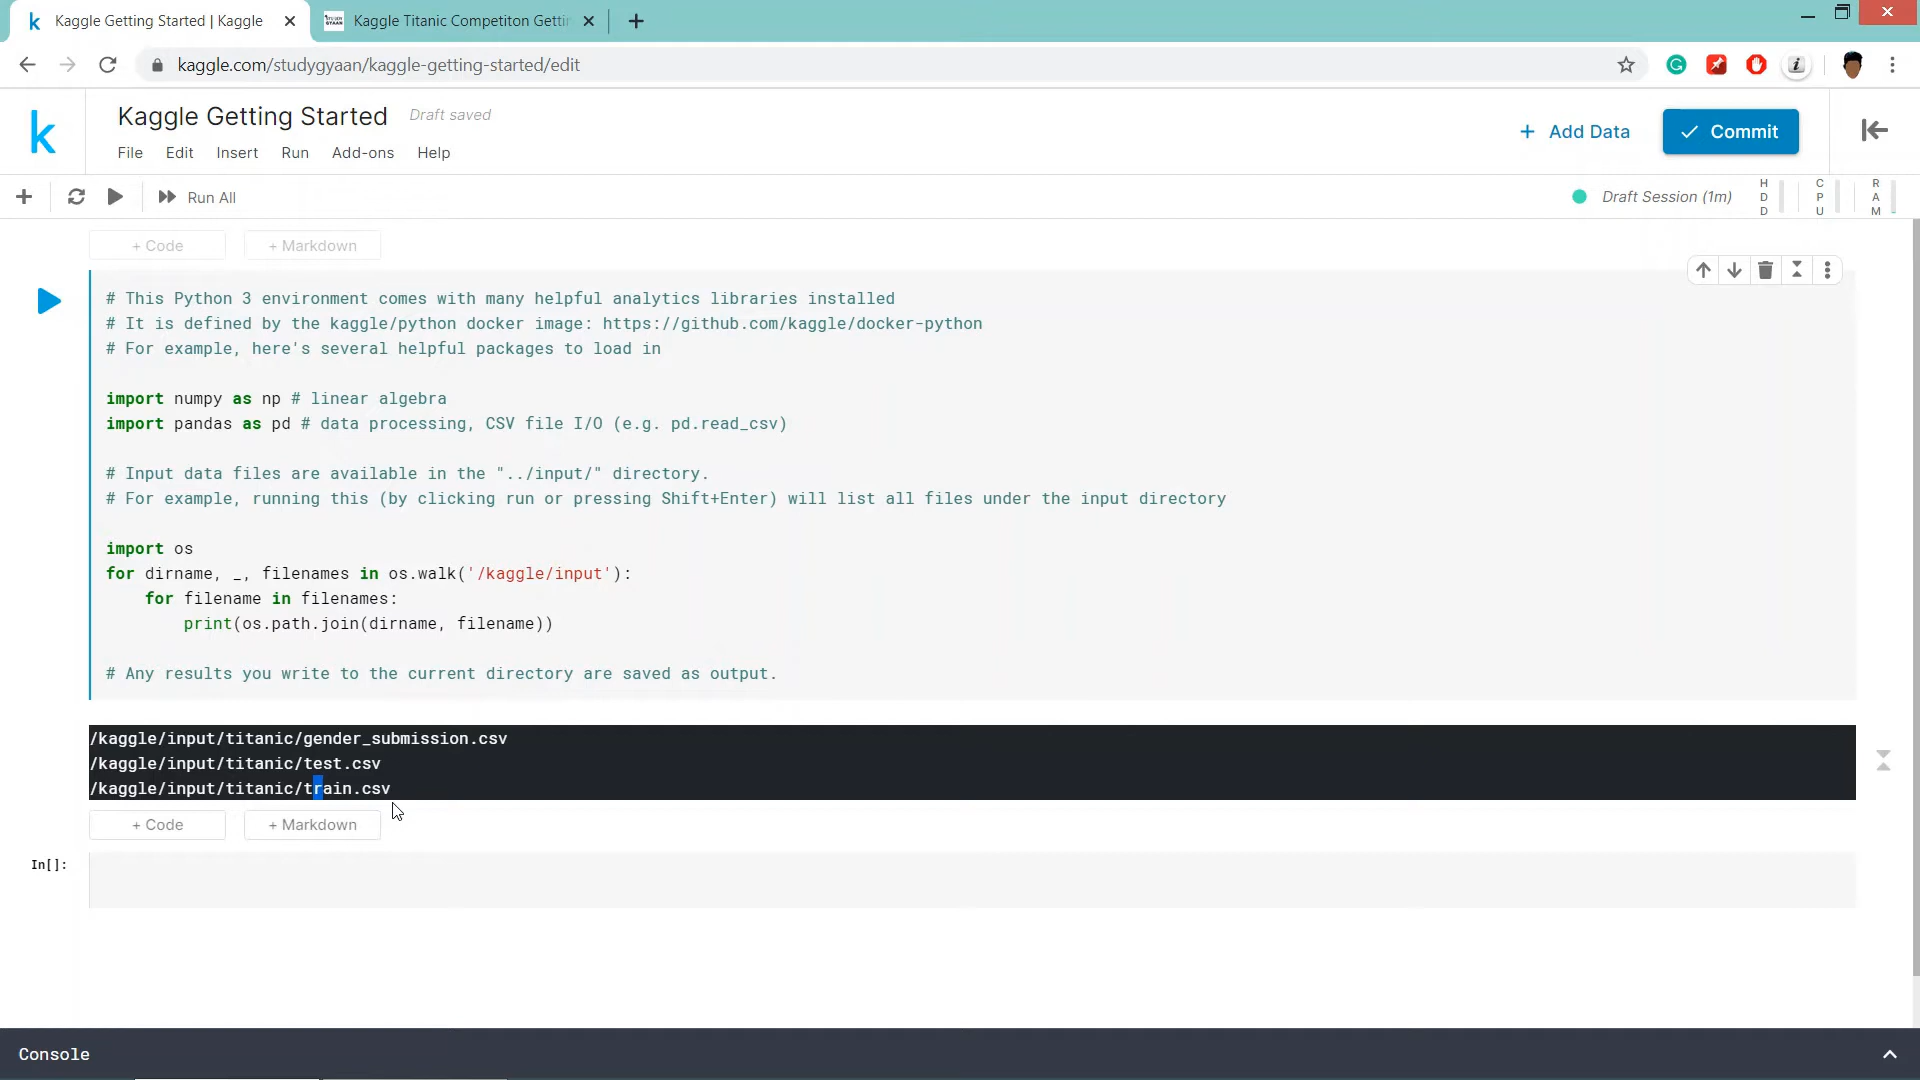 Kaggle Getting Started | Kaggle
Kaggle Titanic Competiton Getti
kaggle.com/studygyaan/kaggle-getting-started/edit
k
Kaggle Getting Started
Draft saved
File Edit Insert Run Add-ons Help
+ Add Data
Commit
Run All
Draft Session (1m)
HDD
CPU
RAM
+ Code
+ Markdown
# This Python 3 environment comes with many helpful analytics libraries installed
# It is defined by the kaggle/python docker image: https://github.com/kaggle/docker-python
# For example, here's several helpful packages to load in
import numpy as np # linear algebra
import pandas as pd # data processing, CSV file I/O (e.g. pd.read_csv)
# Input data files are available in the "../input/" directory.
# For example, running this (by clicking run or pressing Shift+Enter) will list all files under the input directory
import os
for dirname, _, filenames in os.walk('/kaggle/input'):
    for filename in filenames:
        print(os.path.join(dirname, filename))
# Any results you write to the current directory are saved as output.
/kaggle/input/titanic/gender_submission.csv
/kaggle/input/titanic/test.csv
/kaggle/input/titanic/train.csv
+ Code
+ Markdown
In[]:
Console